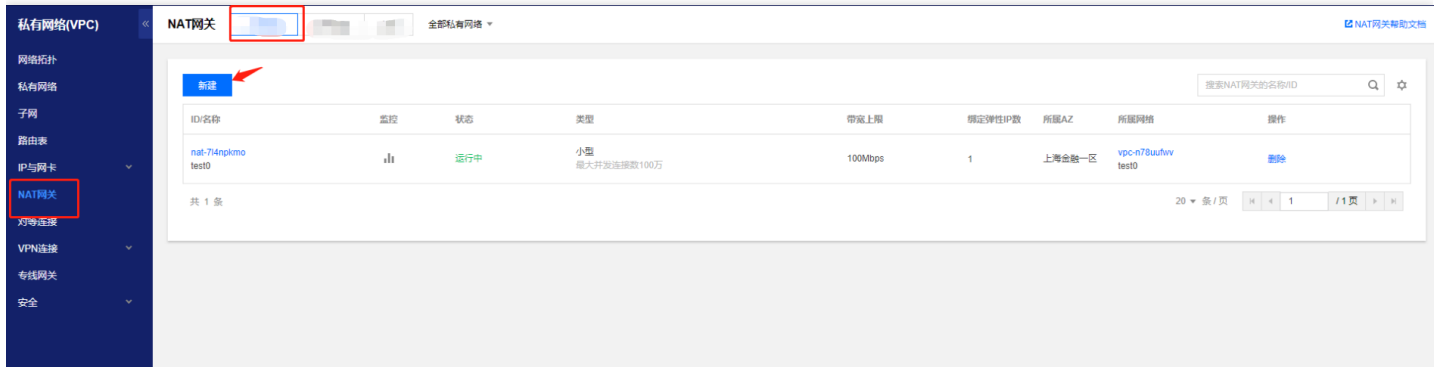 私有网络(VPC)
«
NAT网关
全部私有网络
NAT网关帮助文档
网络拓扑
私有网络
子网
路由表
IP与网卡
NAT网关
对等连接
VPN连接
专线网关
安全
新建
搜索NAT网关的名称/ID
ID/名称 监控 状态 类型 带宽上限 绑定弹性IP数 所属AZ 所属网络 操作
nat-7l4npkmo 运行中 小型 100Mbps 1 上海金融一区 vpc-n78uufwv 删除
test0 最大并发连接数100万 test0
共 1 条
20 条 / 页 1 / 1 页